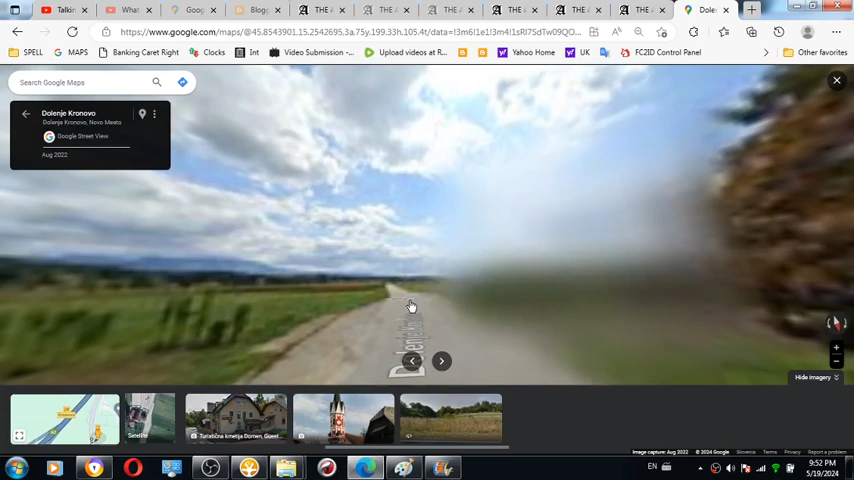 Talkin
What
Goog
Blogg
THE A
THE A
THE A
THE A
THE A
THE A
Dole
https://www.google.com/maps/@45.8543901,15.2542695,3a,75y,199.33h,105.4t/data=!3m6!1e1!3m4!1sRI7SdTw09QO...
SPELL
MAPS
Banking Caret Right
Clocks
Int
Video Submission -...
Upload videos at R...
Yahoo Home
UK
FC2ID Control Panel
Other favorites
Search Google Maps
Dolenje Kronovo
Dolenje Kronovo, Novo Mesto
Google Street View
Aug 2022
Hide imagery
Satellite
Turistična kmetija Domen, Guest...
Image capture: Aug 2022 © 2024 Google Slovenia Terms Privacy Report a problem
EN
9:52 PM
5/19/2024